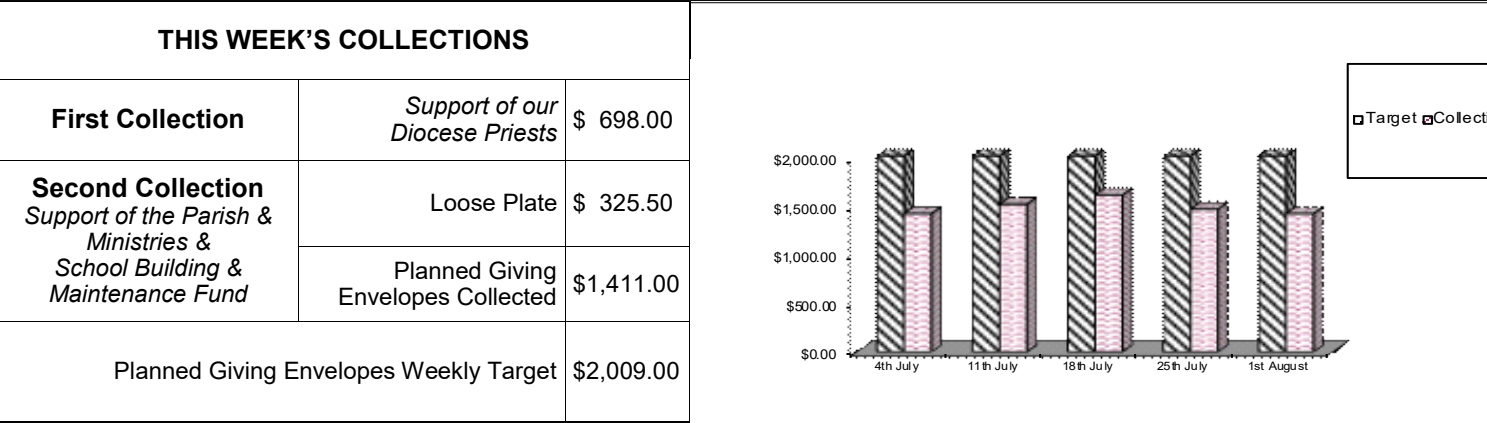 THIS WEEK’S COLLECTIONS
First Collection
Support of our
Diocese Priests
$ 698.00
Second Collection
Support of the Parish &
Ministries &
School Building &
Maintenance Fund
Loose Plate
$ 325.50
Planned Giving
Envelopes Collected
$1,411.00
Planned Giving Envelopes Weekly Target
$2,009.00
Target Collecti
$2,000.00
$1,500.00
$1,000.00
$500.00
$0.00
4th July
11th July
18th July
25th July
1st August